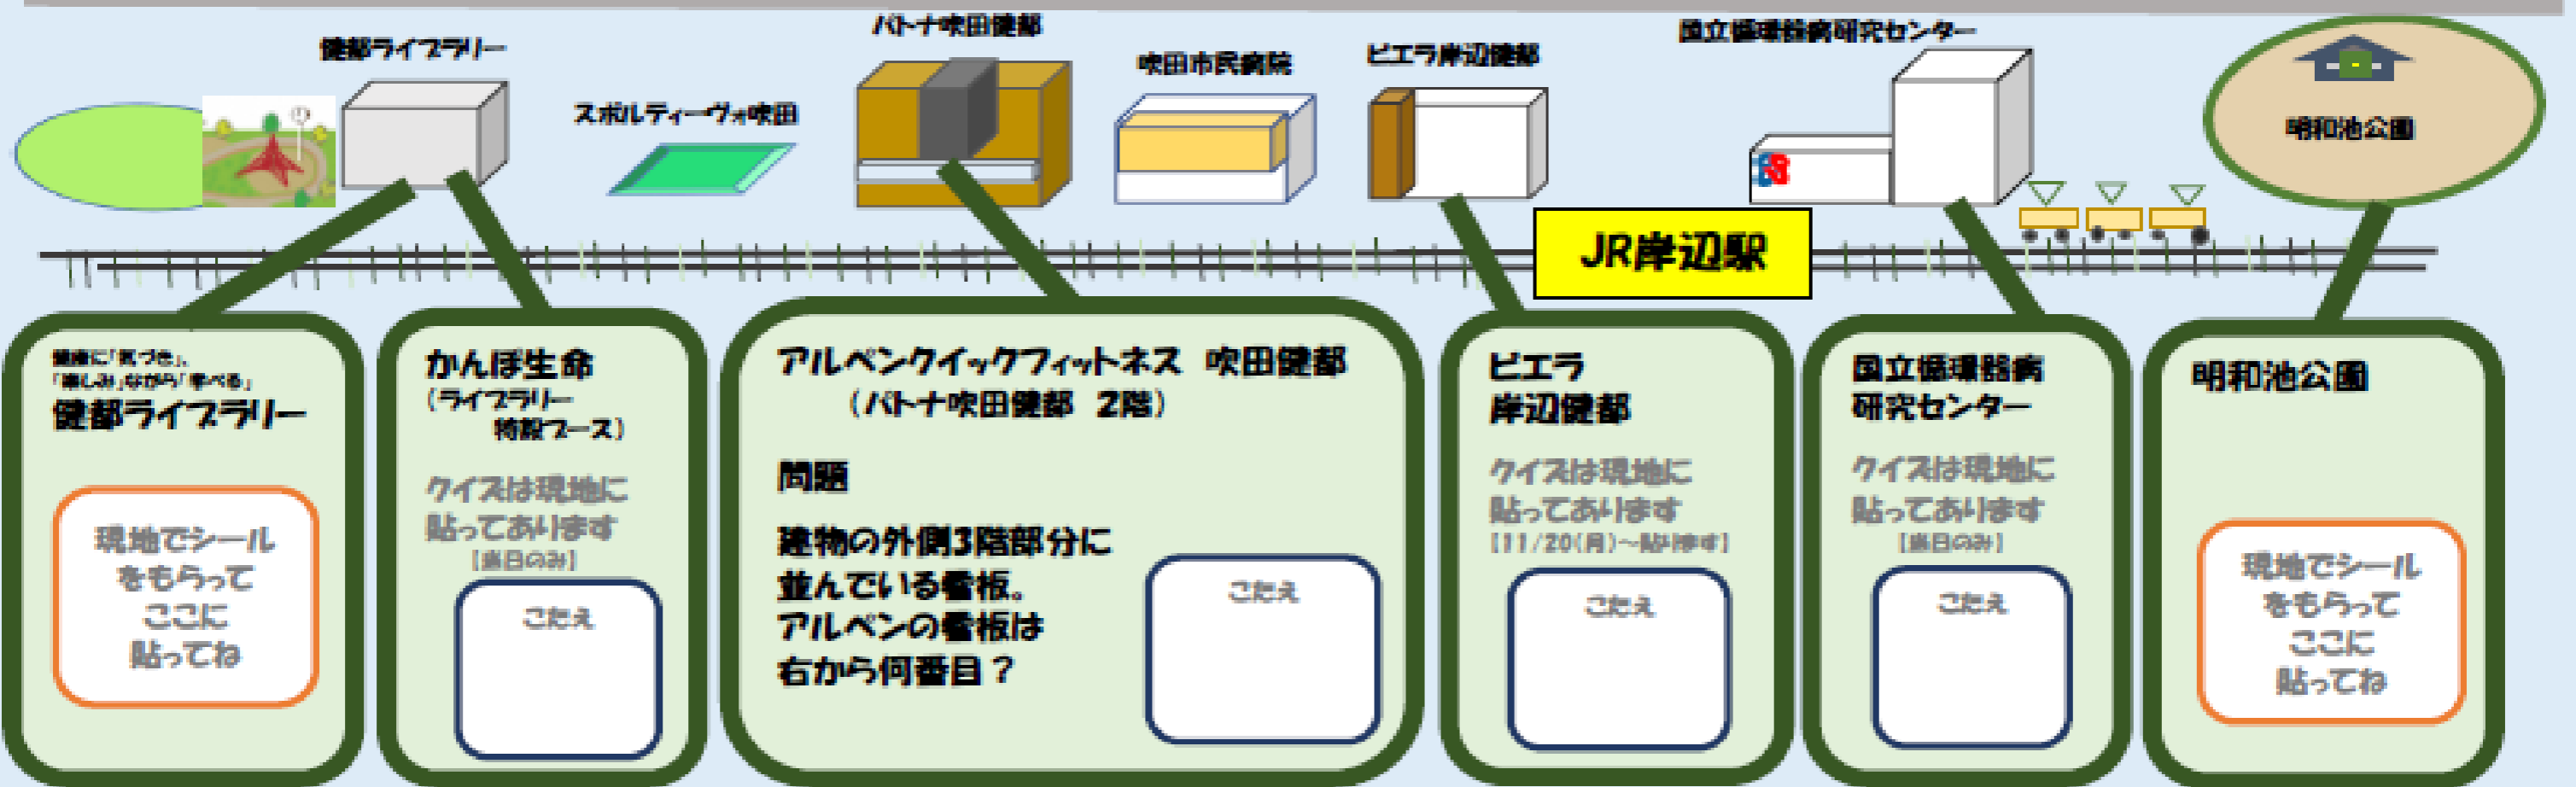 健都ライブラリー
スポルティーヴォ吹田
パトナ吹田健都
吹田市民病院
ビエラ岸辺健都
国立循環器病研究センター
明和池公園
JR岸辺駅
健康に「気づき」、
「楽しみ」ながら「学べる」
健都ライブラリー
現地でシール
をもらって
ここに
貼ってね
かんぽ生命
(ライブラリー
特設ブース)
クイズは現地に
貼ってあります
【当日のみ】
こたえ
アルペンクイックフィットネス 吹田健都
(パトナ吹田健都 2階)
問題
建物の外側3階部分に
並んでいる看板。
アルペンの看板は
右から何番目?
こたえ
ビエラ
岸辺健都
クイズは現地に
貼ってあります
【11/20(月)～貼ります】
こたえ
国立循環器病
研究センター
クイズは現地に
貼ってあります
【当日のみ】
こたえ
明和池公園
現地でシール
をもらって
ここに
貼ってね